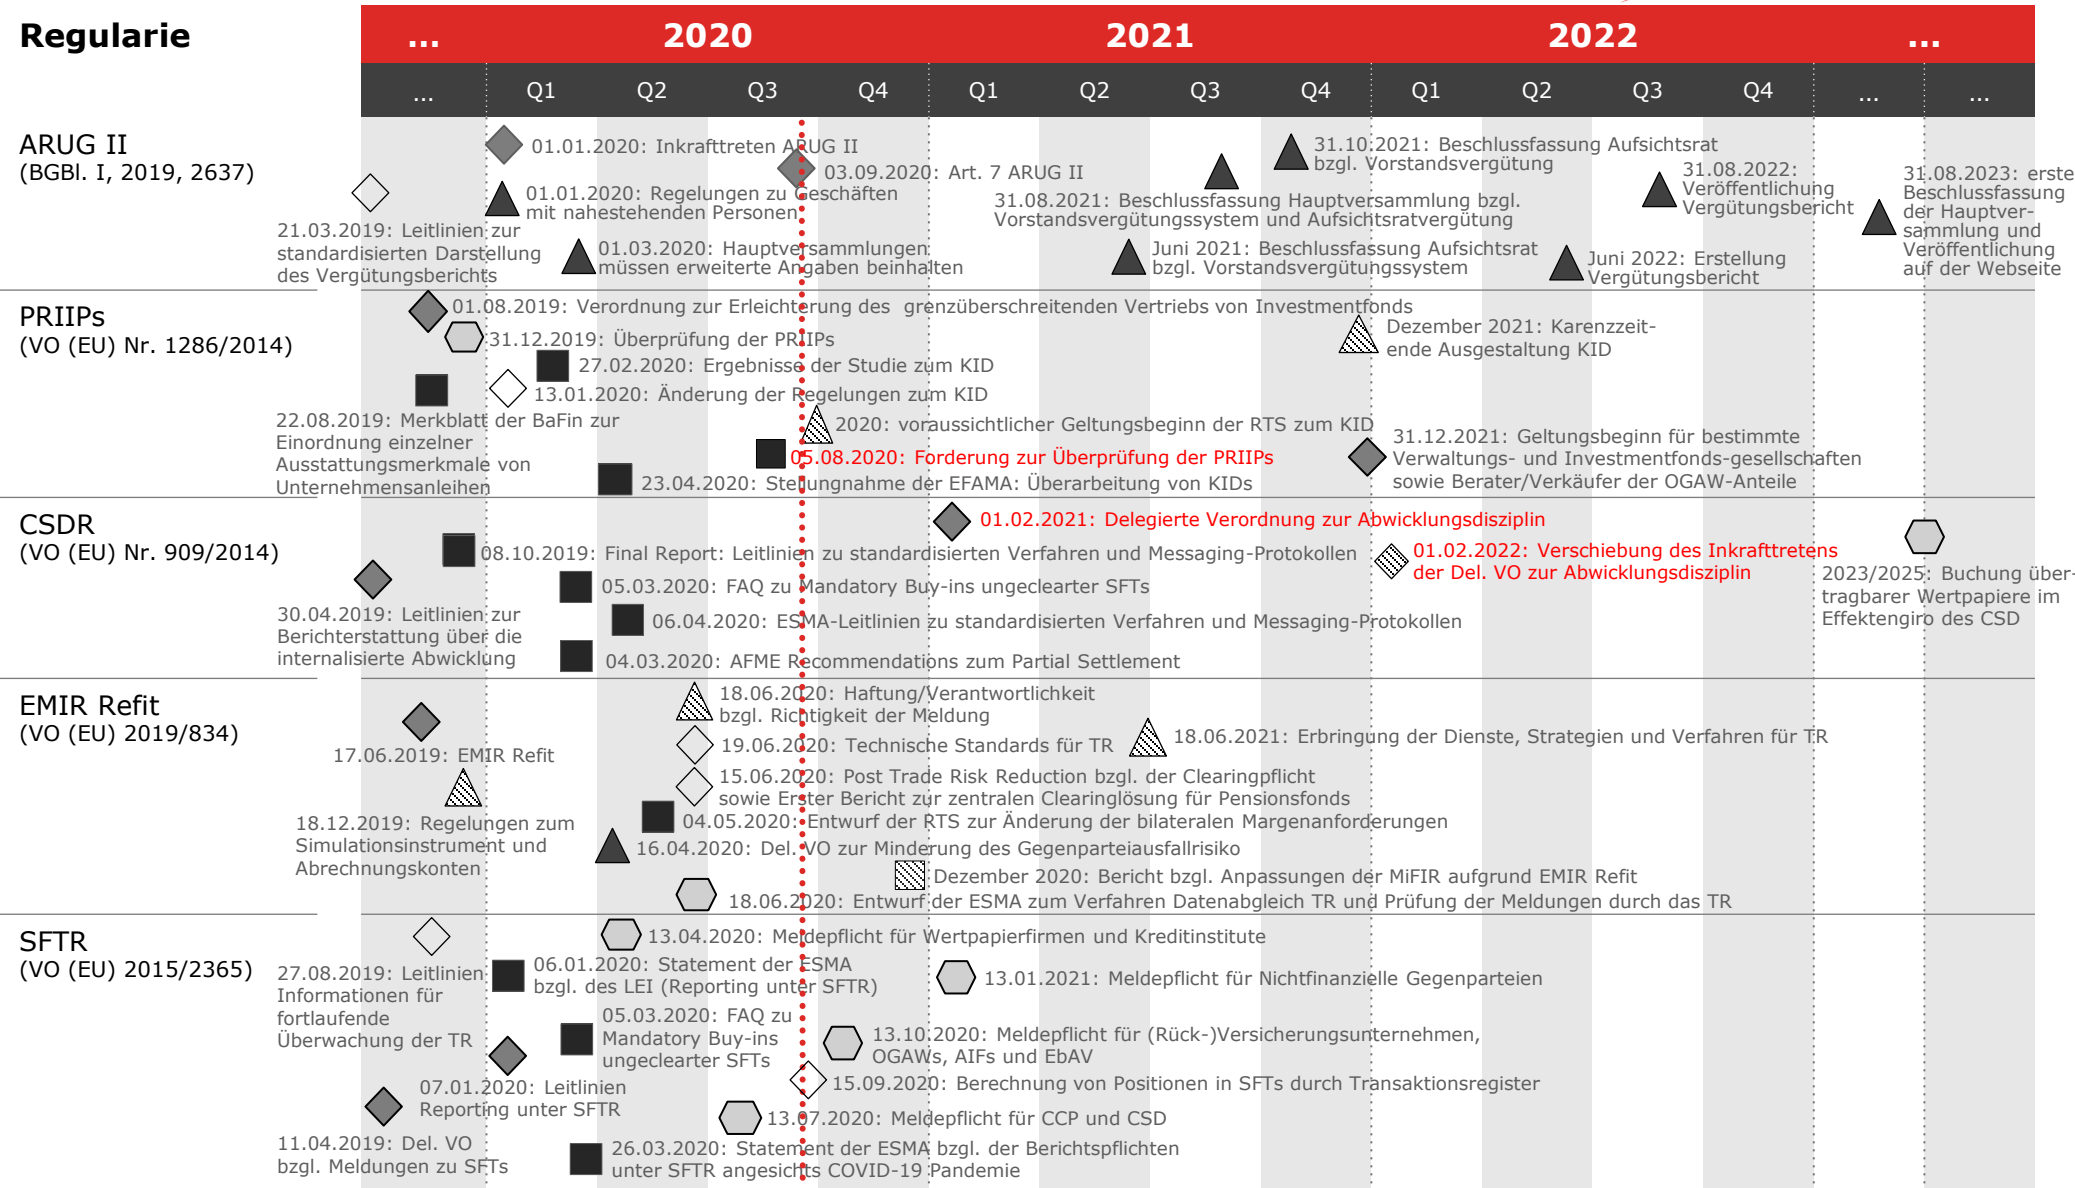 Regularie
... 2020 2021 2022 ...
... Q1 Q2 Q3 Q4 Q1 Q2 Q3 Q4 Q1 Q2 Q3 Q4 ... ...
ARUG II
(BGBl. I, 2019, 2637)
21.03.2019: Leitlinien zur
standardisierten Darstellung
des Vergütungsberichts
01.01.2020: Inkrafttreten ARUG II
03.09.2020: Art. 7 ARUG II
01.01.2020: Regelungen zu Geschäften
mit nahestehenden Personen
01.03.2020: Hauptversammlungen
müssen erweiterte Angaben beinhalten
31.10.2021: Beschlussfassung Aufsichtsrat
bzgl. Vorstandsvergütung
31.08.2021: Beschlussfassung Hauptversammlung bzgl.
Vorstandsvergütungssystem und Aufsichtsratvergütung
Juni 2021: Beschlussfassung Aufsichtsrat
bzgl. Vorstandsvergütungssystem
31.08.2022:
Veröffentlichung
Vergütungsbericht
Juni 2022: Erstellung
Vergütungsbericht
31.08.2023: erste
Beschlussfassung
der Hauptver-
sammlung und
Veröffentlichung
auf der Webseite
PRIIPs
(VO (EU) Nr. 1286/2014)
01.08.2019: Verordnung zur Erleichterung des grenzüberschreitenden Vertriebs von Investmentfonds
31.12.2019: Überprüfung der PRIIPs
27.02.2020: Ergebnisse der Studie zum KID
13.01.2020: Änderung der Regelungen zum KID
22.08.2019: Merkblatt der BaFin zur
Einordnung einzelner
Ausstattungsmerkmale von
Unternehmensanleihen
2020: voraussichtlicher Geltungsbeginn der RTS zum KID
05.08.2020: Forderung zur Überprüfung der PRIIPs
23.04.2020: Stellungnahme der EFAMA: Überarbeitung von KIDs
Dezember 2021: Karenzzeit-
ende Ausgestaltung KID
31.12.2021: Geltungsbeginn für bestimmte
Verwaltungs- und Investmentfonds-gesellschaften
sowie Berater/Verkäufer der OGAW-Anteile
CSDR
(VO (EU) Nr. 909/2014)
01.02.2021: Delegierte Verordnung zur Abwicklungsdisziplin
08.10.2019: Final Report: Leitlinien zu standardisierten Verfahren und Messaging-Protokollen
01.02.2022: Verschiebung des Inkrafttretens
der Del. VO zur Abwicklungsdisziplin
05.03.2020: FAQ zu Mandatory Buy-ins ungeclearter SFTs
30.04.2019: Leitlinien zur
Berichterstattung über die
internalisierte Abwicklung
06.04.2020: ESMA-Leitlinien zu standardisierten Verfahren und Messaging-Protokollen
04.03.2020: AFME Recommendations zum Partial Settlement
2023/2025: Buchung über-
tragbarer Wertpapiere im
Effektengiro des CSD
EMIR Refit
(VO (EU) 2019/834)
17.06.2019: EMIR Refit
18.12.2019: Regelungen zum
Simulationsinstrument und
Abrechnungskonten
18.06.2020: Haftung/Verantwortlichkeit
bzgl. Richtigkeit der Meldung
19.06.2020: Technische Standards für TR
18.06.2021: Erbringung der Dienste, Strategien und Verfahren für TR
15.06.2020: Post Trade Risk Reduction bzgl. der Clearingpflicht
sowie Erster Bericht zur zentralen Clearinglösung für Pensionsfonds
04.05.2020: Entwurf der RTS zur Änderung der bilateralen Margenanforderungen
16.04.2020: Del. VO zur Minderung des Gegenparteiausfallrisiko
Dezember 2020: Bericht bzgl. Anpassungen der MiFIR aufgrund EMIR Refit
18.06.2020: Entwurf der ESMA zum Verfahren Datenabgleich TR und Prüfung der Meldungen durch das TR
SFTR
(VO (EU) 2015/2365)
27.08.2019: Leitlinien
Informationen für
fortlaufende
Überwachung der TR
13.04.2020: Meldepflicht für Wertpapierfirmen und Kreditinstitute
06.01.2020: Statement der ESMA
bzgl. des LEI (Reporting unter SFTR)
13.01.2021: Meldepflicht für Nichtfinanzielle Gegenparteien
05.03.2020: FAQ zu
Mandatory Buy-ins
ungeclearter SFTs
13.10.2020: Meldepflicht für (Rück-)Versicherungsunternehmen,
OGAWs, AIFs und EbAV
07.01.2020: Leitlinien
Reporting unter SFTR
15.09.2020: Berechnung von Positionen in SFTs durch Transaktionsregister
13.07.2020: Meldepflicht für CCP und CSD
11.04.2019: Del. VO
bzgl. Meldungen zu SFTs
26.03.2020: Statement der ESMA bzgl. der Berichtspflichten
unter SFTR angesichts COVID-19 Pandemie